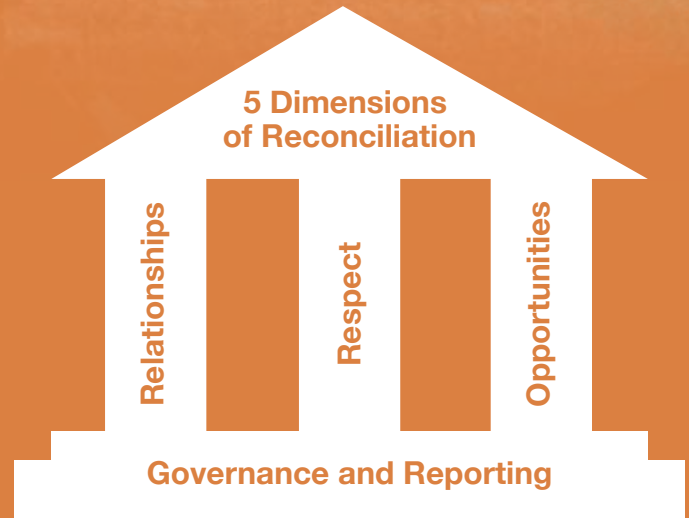 5 Dimensions
of Reconciliation
Relationships
Respect
Opportunities
Governance and Reporting